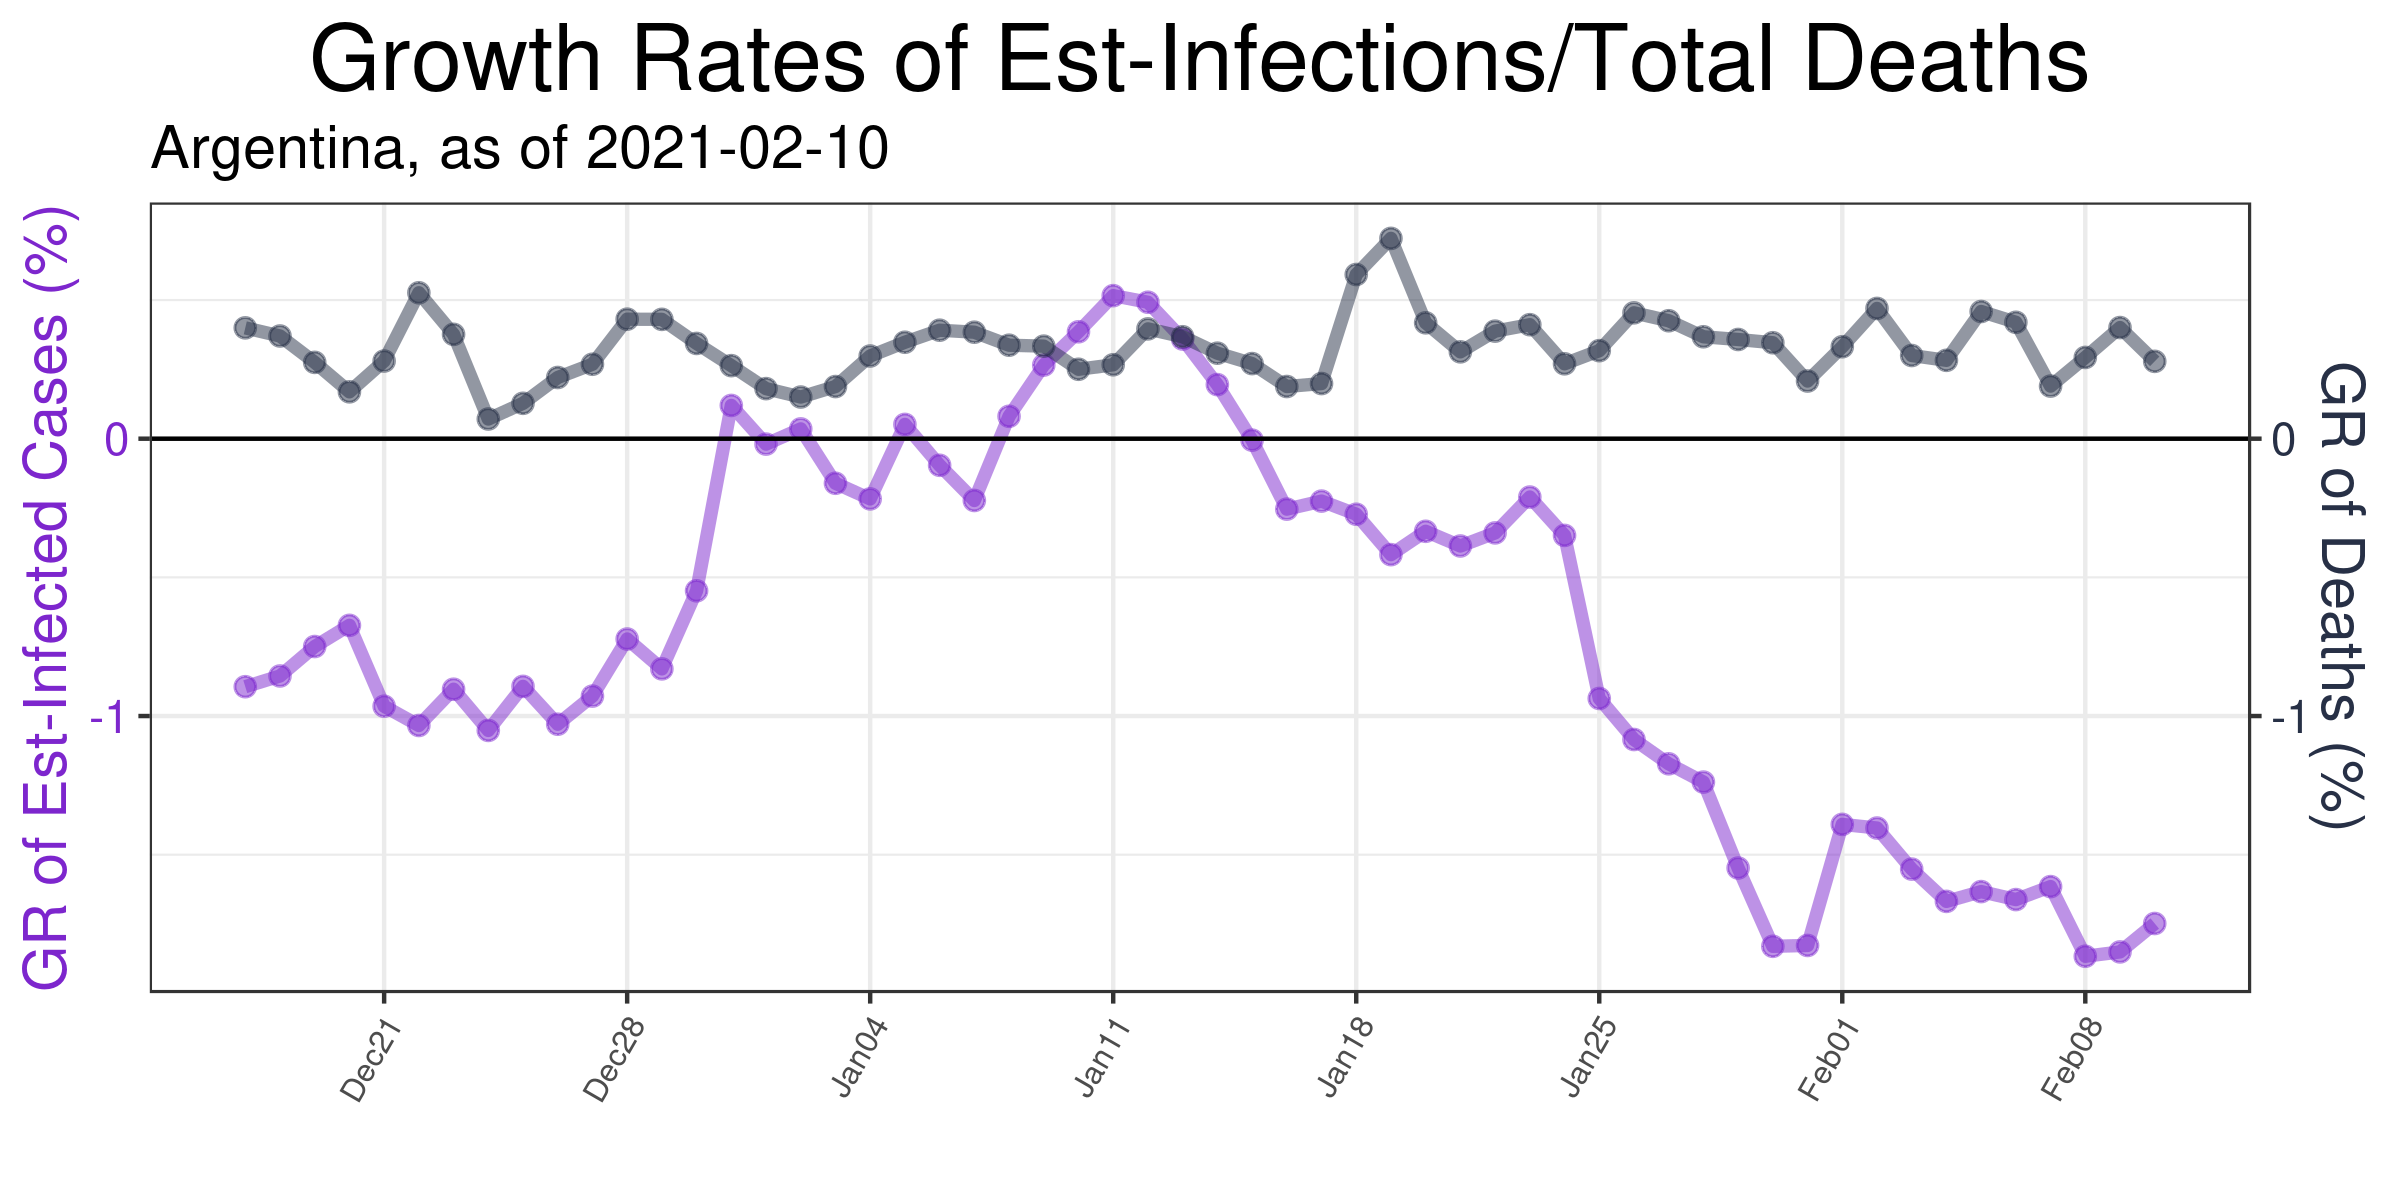 Growth Rates of Est-Infections/Total Deaths
Argentina, as of 2021-02-10
GR of Est-Infected Cases (%)
0
-1
0
-1
GR of Deaths (%)
Dec21
Dec28
Jan04
Jan11
Jan18
Jan25
Feb01
Feb08